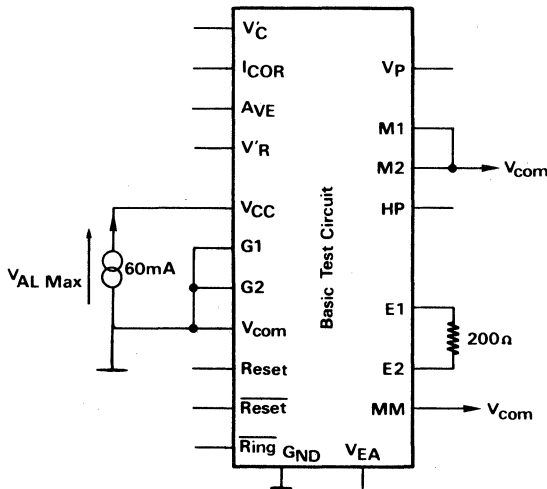 V'C
ICOR
AVE
V'R
VCC
G1
G2
Vcom
Reset
Reset
Ring
GND
VEA
VP
M1
M2
HP
E1
E2
MM
Basic Test Circuit
VAL Max
60mA
Vcom
200Ω
Vcom